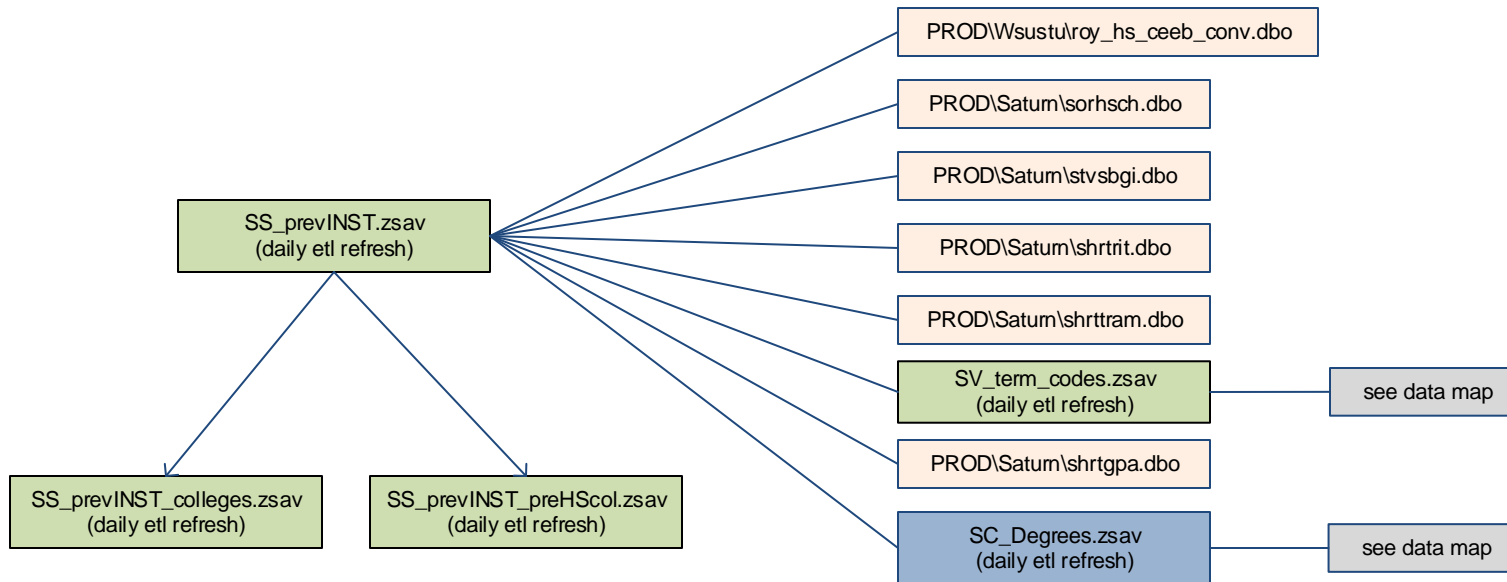 PROD\Wsustu\roy_hs_ceeb_conv.dbo
PROD\Saturn\sorhsch.dbo
PROD\Saturn\stvsbgi.dbo
SS_prevINST.zsav
(daily etl refresh)
PROD\Saturn\shrtrit.dbo
PROD\Saturn\shrttram.dbo
SV_term_codes.zsav
(daily etl refresh)
see data map
PROD\Saturn\shrtgpa.dbo
SS_prevINST_colleges.zsav
(daily etl refresh)
SS_prevINST_preHScol.zsav
(daily etl refresh)
SC_Degrees.zsav
(daily etl refresh)
see data map